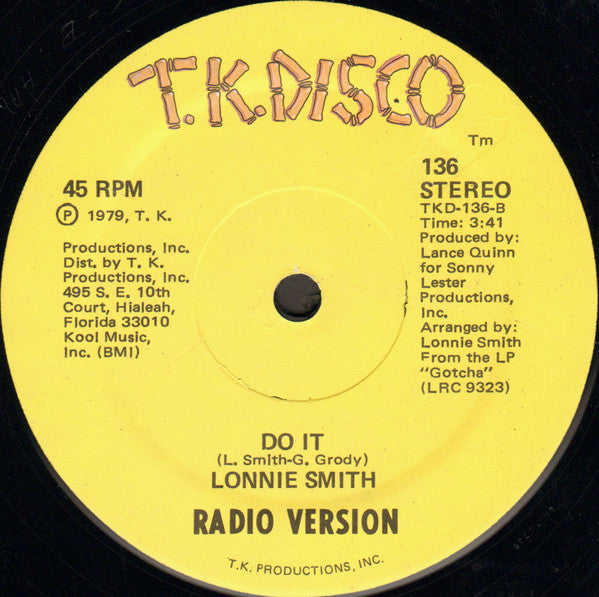 T.K.DISCO
Tm
45 RPM
Ⓟ 1979, T. K.
Productions, Inc.
Dist. by T. K.
Productions, Inc.
495 S. E. 10th
Court, Hialeah,
Florida 33010
Kool Music,
Inc. (BMI)
136
STEREO
TKD-136-B
Time: 3:41
Produced by:
Lance Quinn
for Sonny
Lester
Productions,
Inc.
Arranged by:
Lonnie Smith
From the LP
"Gotcha"
(LRC 9323)
DO IT
(L. Smith-G. Grody)
LONNIE SMITH
RADIO VERSION
T.K. PRODUCTIONS, INC.